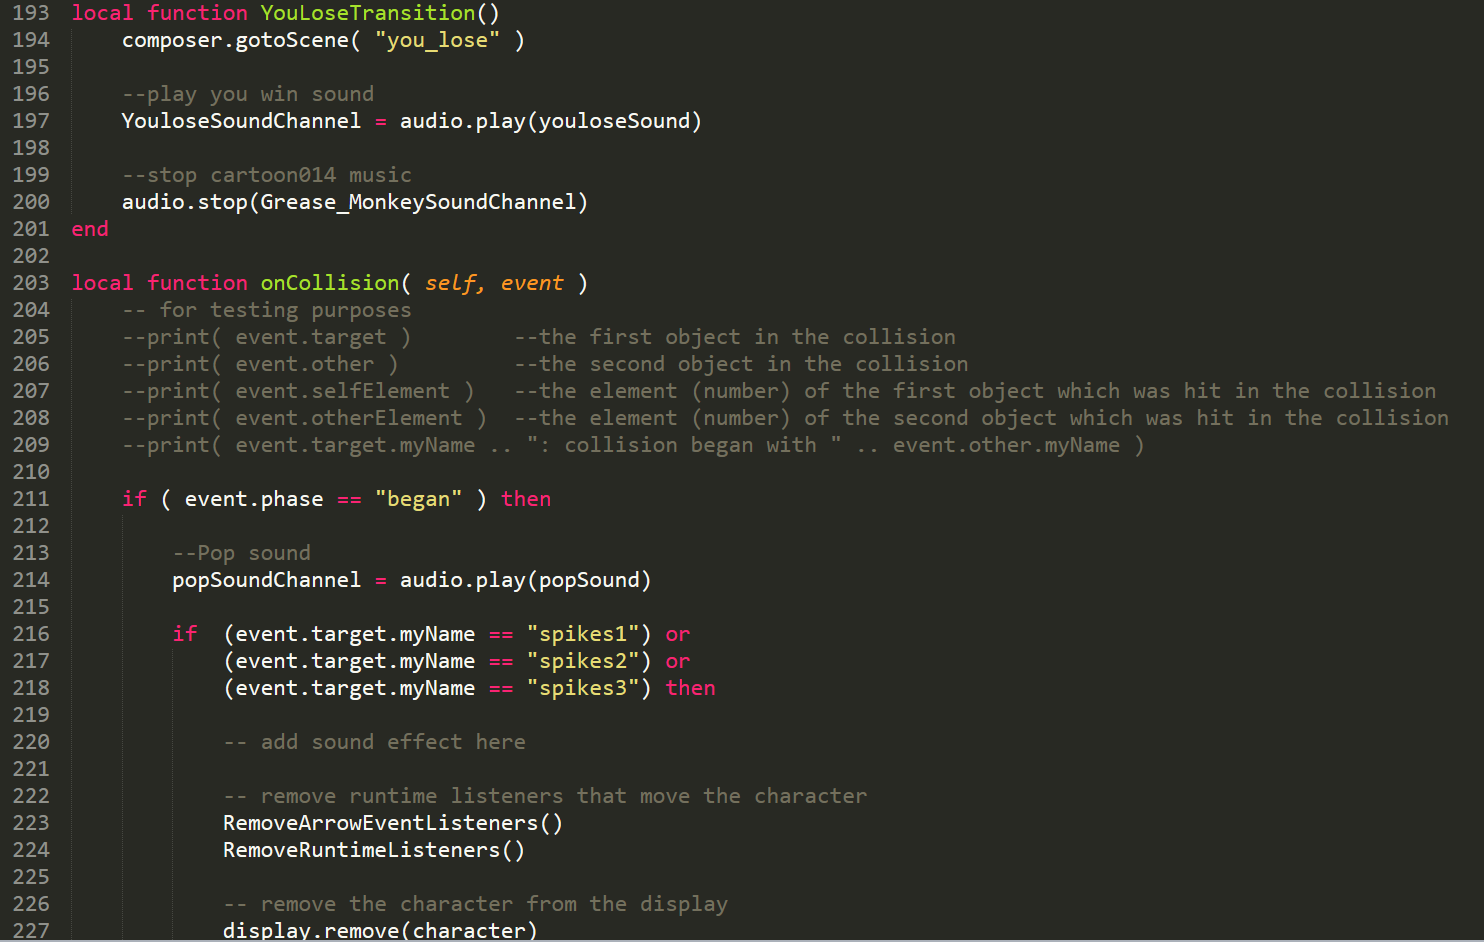 193 local function YouLoseTransition()
194     composer.gotoScene( "you_lose" )
195
196     --play you win sound
197     YouloseSoundChannel = audio.play(youloseSound)
198
199     --stop cartoon014 music
200     audio.stop(Grease_MonkeySoundChannel)
201 end
202
203 local function onCollision( self, event )
204     -- for testing purposes
205     --print( event.target )        --the first object in the collision
206     --print( event.other )         --the second object in the collision
207     --print( event.selfElement )   --the element (number) of the first object which was hit in the collision
208     --print( event.otherElement )  --the element (number) of the second object which was hit in the collision
209     --print( event.target.myName .. ": collision began with " .. event.other.myName )
210
211     if ( event.phase == "began" ) then
212
213         --Pop sound
214         popSoundChannel = audio.play(popSound)
215
216         if  (event.target.myName == "spikes1") or
217             (event.target.myName == "spikes2") or
218             (event.target.myName == "spikes3") then
219
220             -- add sound effect here
221
222             -- remove runtime listeners that move the character
223             RemoveArrowEventListeners()
224             RemoveRuntimeListeners()
225
226             -- remove the character from the display
227             display.remove(character)